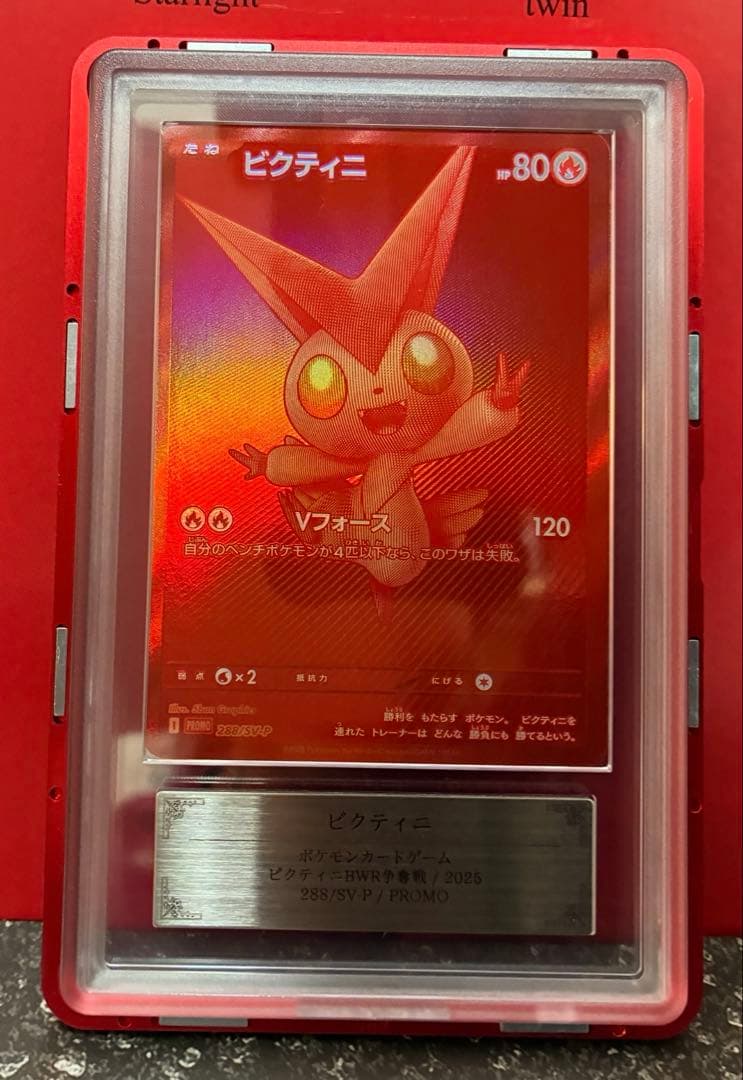 Starlight
twin
たね ビクティニ HP80
Vフォース 120
自分のベンチポケモンが4匹以下なら、このワザは失敗。
弱点 ×2 抵抗力 にげる
Illus. Shun Graphics
勝利を もたらす ポケモン。 ビクティニを
連れた トレーナーは どんな 勝負にも 勝てるという。
I PROMO 288/SV-P
ビクティニ
ポケモンカードゲーム
ビクティニBWR争奪戦 / 2025
288/SV-P / PROMO